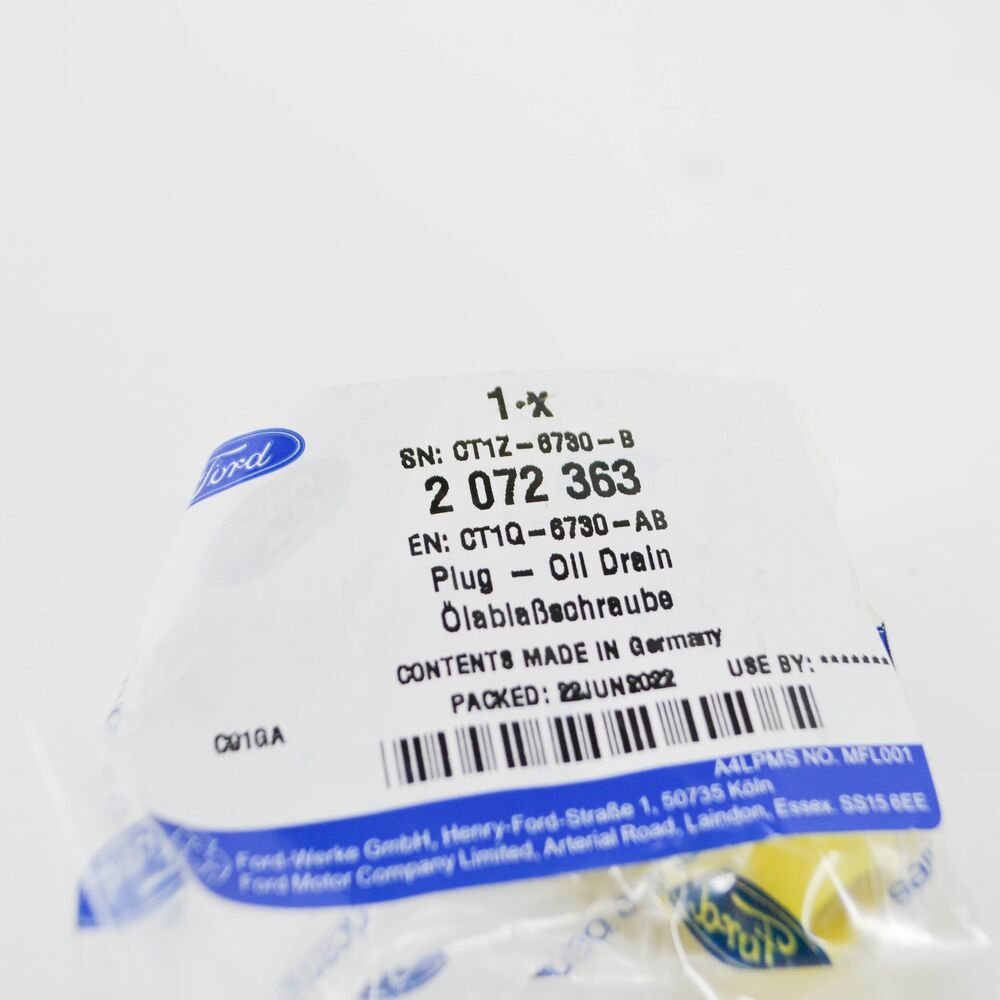 Ford
1·x
SN: CT1Z-6730-B
2 072 363
EN: CT1Q-6730-AB
Plug - Oil Drain
Ölablaßschraube
CONTENTS MADE IN Germany
PACKED: 22JUN2022
USE BY: *******
A4LPMS NO. MFL001
Ford-Werke GmbH, Henry-Ford-Straße 1, 50735 Köln
Ford Motor Company Limited, Arterial Road, Laindon, Essex. SS15 6EE
Ford